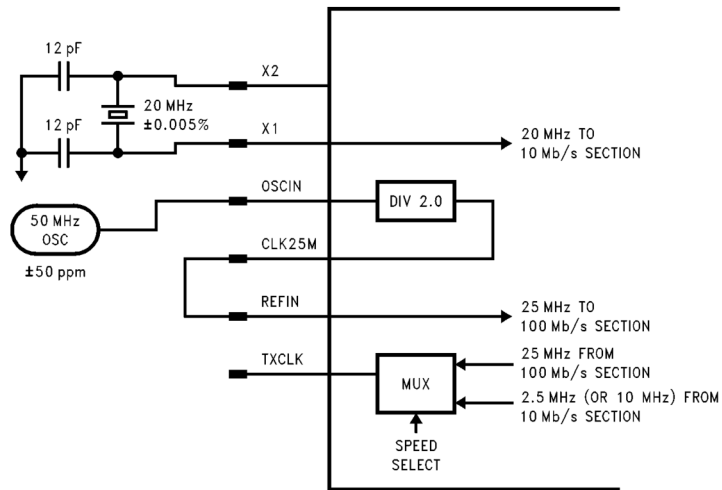 12 pF
X2
20 MHz
±0.005%
12 pF
X1
20 MHz TO
10 Mb/s SECTION
OSCIN
DIV 2.0
50 MHz
OSC
±50 ppm
CLK25M
REFIN
25 MHz TO
100 Mb/s SECTION
TXCLK
MUX
25 MHz FROM
100 Mb/s SECTION
2.5 MHz (OR 10 MHz) FROM
10 Mb/s SECTION
SPEED
SELECT